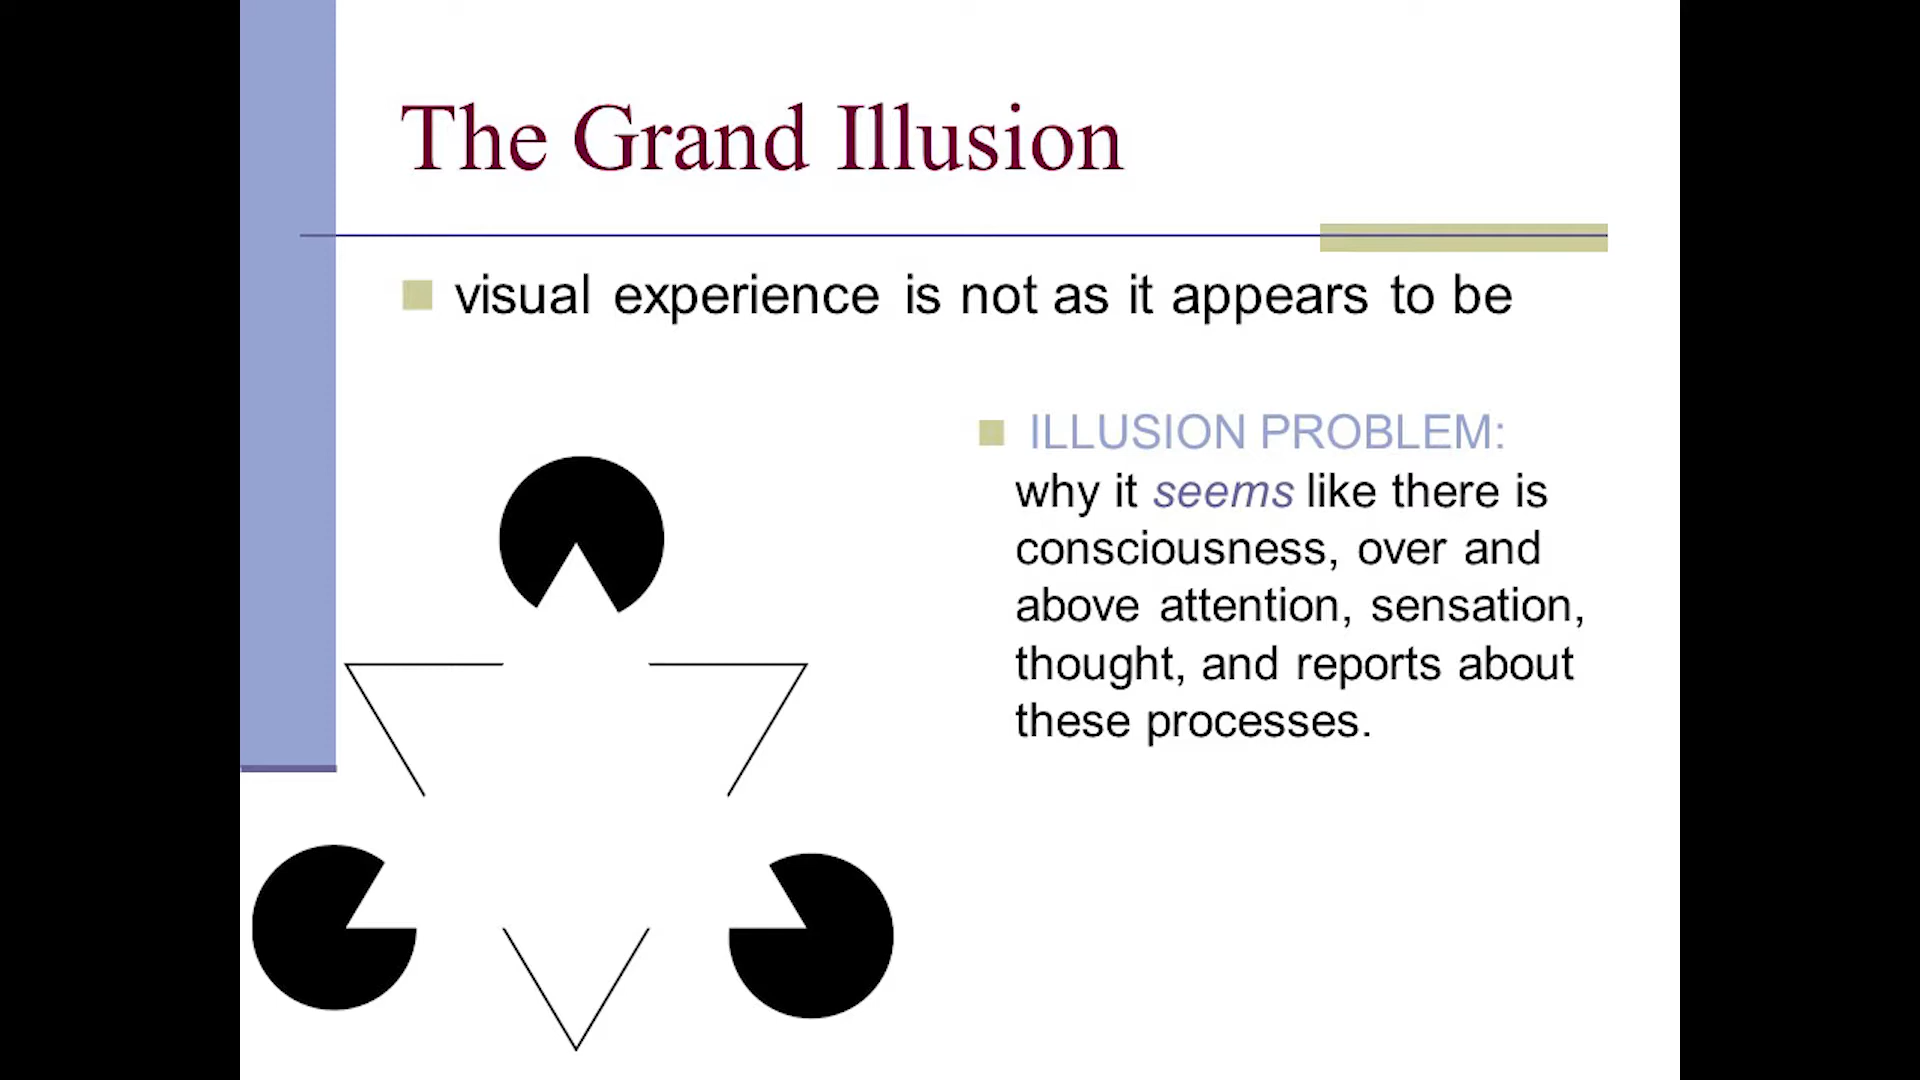 The Grand Illusion
visual experience is not as it appears to be
ILLUSION PROBLEM:
why it seems like there is
consciousness, over and
above attention, sensation,
thought, and reports about
these processes.